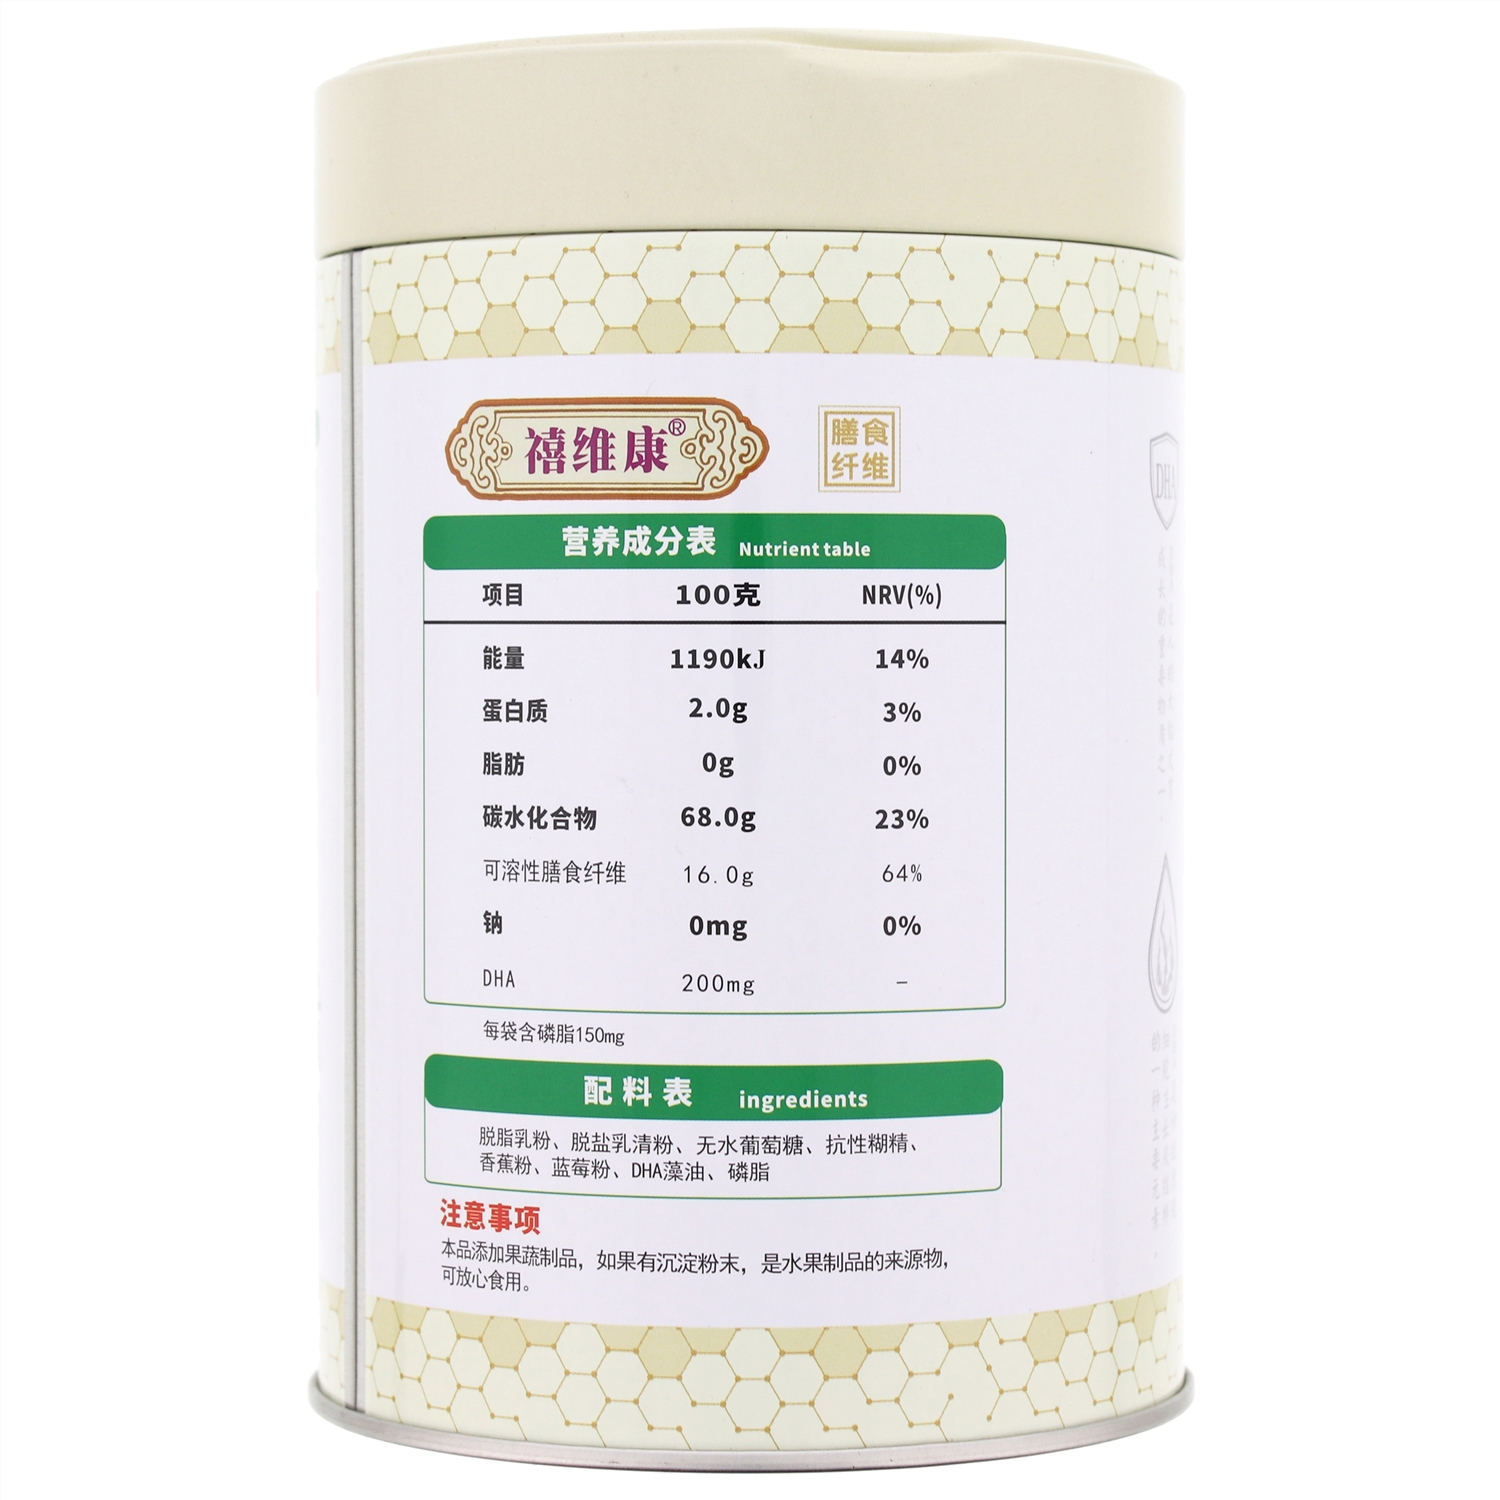 禧维康®
膳食
纤维
营养成分表 Nutrient table
项目 100克 NRV(%)
能量 1190kJ 14%
蛋白质 2.0g 3%
脂肪 0g 0%
碳水化合物 68.0g 23%
可溶性膳食纤维 16.0g 64%
钠 0mg 0%
DHA 200mg –
每袋含磷脂150mg
配料表 ingredients
脱脂乳粉、脱盐乳清粉、无水葡萄糖、抗性糊精、
香蕉粉、蓝莓粉、DHA藻油、磷脂
注意事项
本品添加果蔬制品，如果有沉淀粉末，是水果制品的来源物，
可放心食用。
DHA